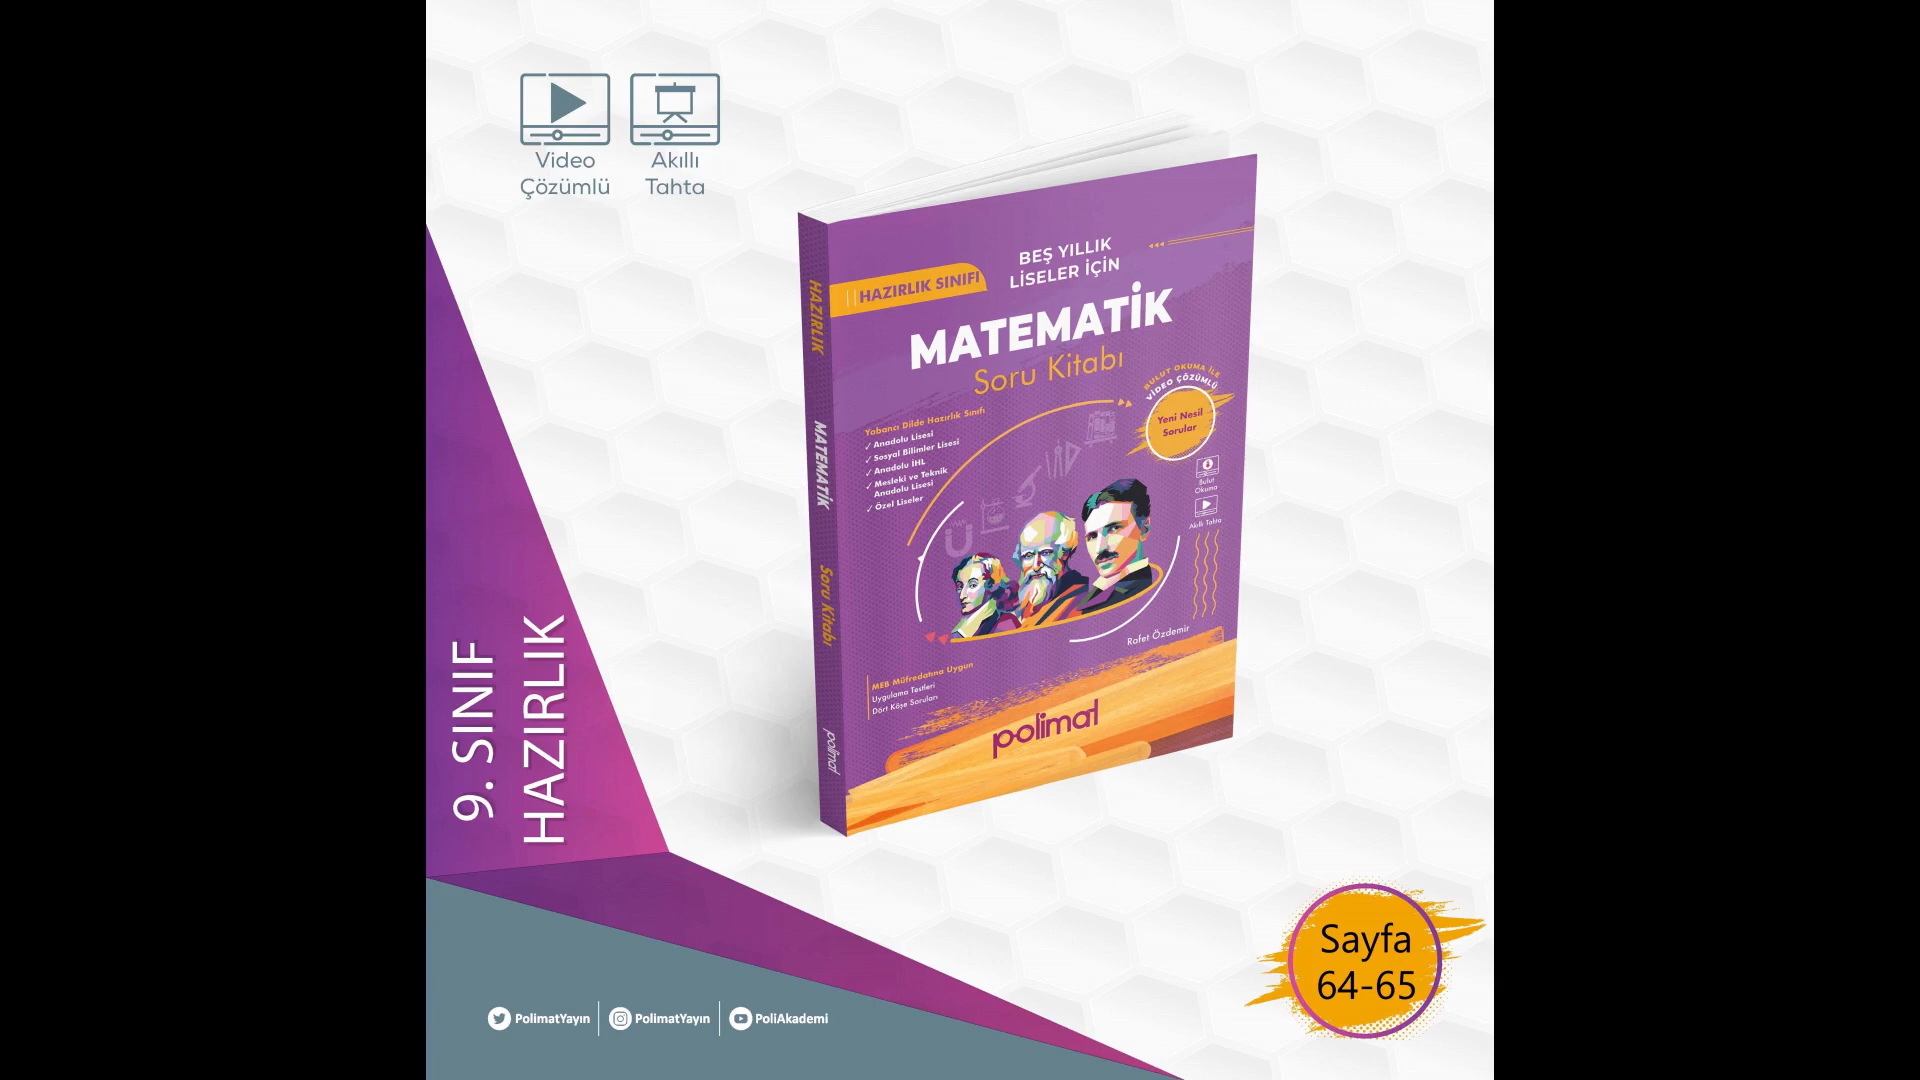 Video
Çözümlü
Akıllı
Tahta
9. SINIF
HAZIRLIK
HAZIRLIK
MATEMATİK
Soru Kitabı
polimat
HAZIRLIK SINIFI
BEŞ YILLIK
LİSELER İÇİN
MATEMATİK
Soru Kitabı
BULUT OKUMA İLE
VİDEO ÇÖZÜMLÜ
Yeni Nesil
Sorular
Yabancı Dilde Hazırlık Sınıfı
✓ Anadolu Lisesi
✓ Sosyal Bilimler Lisesi
✓ Anadolu İHL
✓ Mesleki ve Teknik
Anadolu Lisesi
✓ Özel Liseler
Bulut
Okuma
Akıllı Tahta
Rafet Özdemir
MEB Müfredatına Uygun
Uygulama Testleri
Dört Köşe Soruları
polimat
Sayfa
64-65
PolimatYayın
PolimatYayın
PoliAkademi